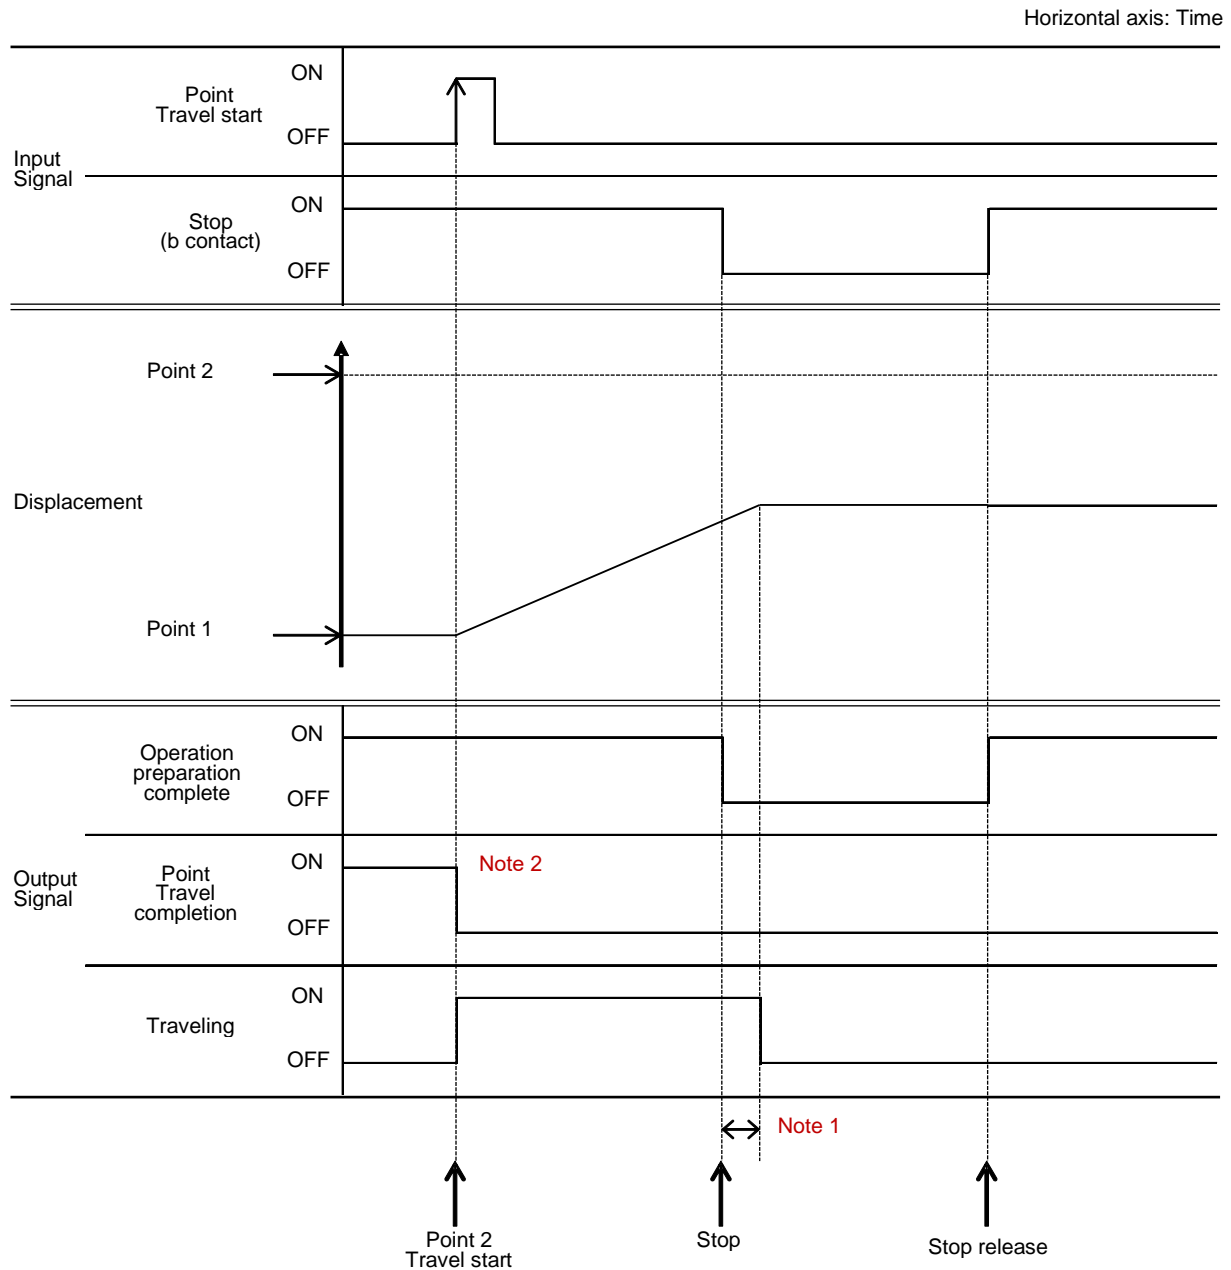 Horizontal axis: Time
Input
Signal
Point
Travel start
ON
OFF
Stop
(b contact)
ON
OFF
Point 2
Displacement
Point 1
Output
Signal
Operation
preparation
complete
ON
OFF
Point
Travel
completion
ON
OFF
Note 2
Traveling
ON
OFF
Note 1
Point 2
Travel start
Stop
Stop release